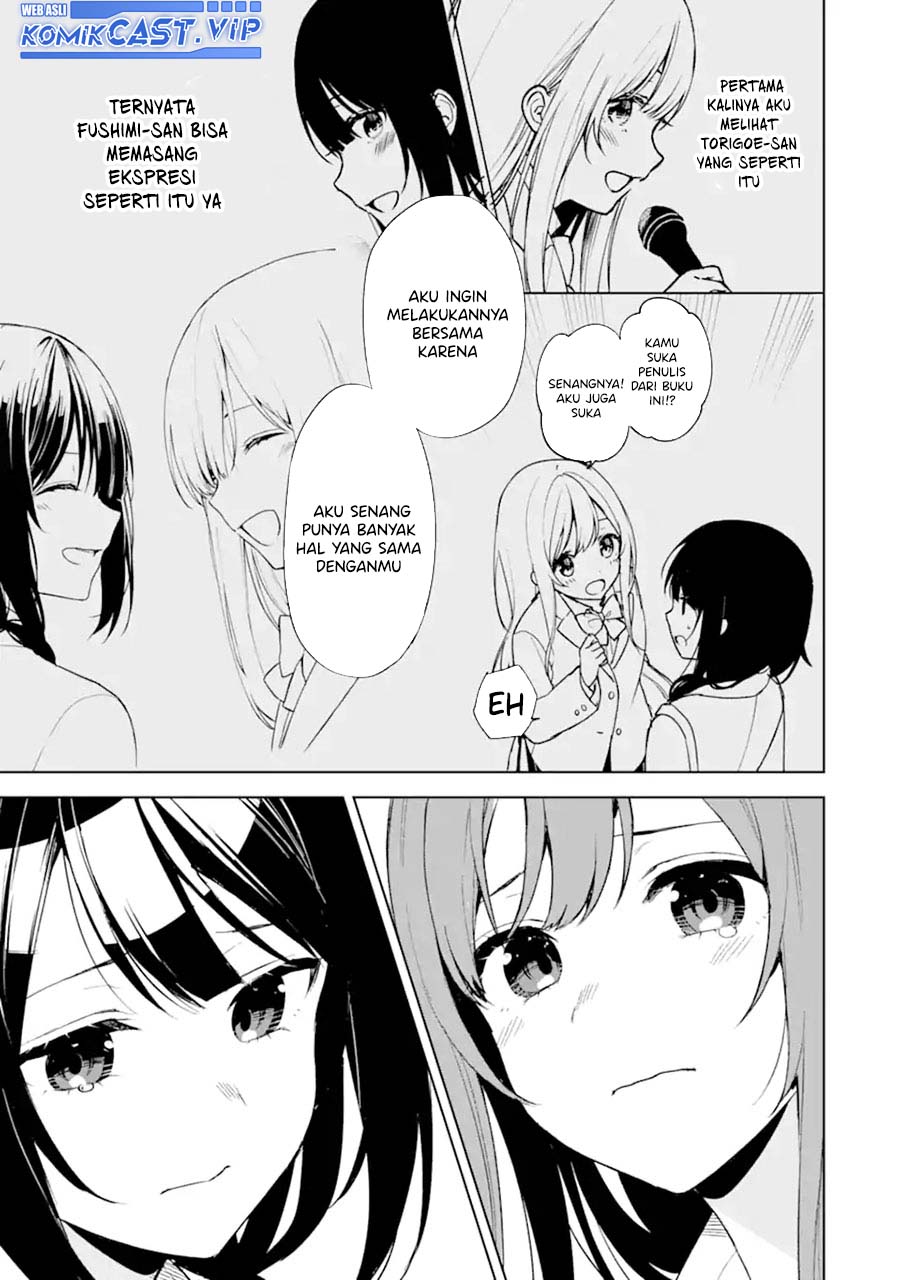 WEB ASLI
KOMIKCAST.VIP
PERTAMA
KALINYA AKU
MELIHAT
TORIGOE-SAN
YANG SEPERTI
ITU
TERNYATA
FUSHIMI-SAN BISA
MEMASANG
EKSPRESI
SEPERTI ITU YA
KAMU
SUKA
PENULIS
DARI BUKU
INI!?
SENANGNYA!
AKU JUGA
SUKA
EH
AKU INGIN
MELAKUKANNYA
BERSAMA
KARENA
AKU SENANG
PUNYA BANYAK
HAL YANG SAMA
DENGANMU